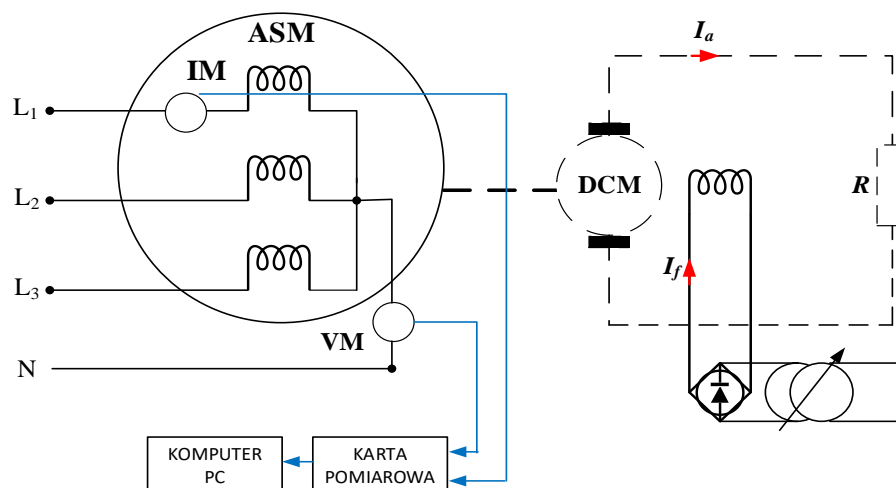 ASM
IM
L1
L2
L3
N
VM
KOMPUTER
PC
KARTA
POMIAROWA
Ia
DCM
R
If